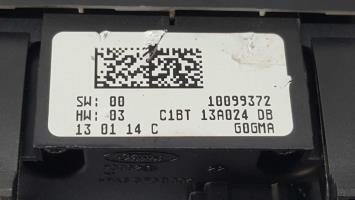 SW: 00 10099372
HW: 03 C1BT 13A024 DB
13 01 14 C GOGMA